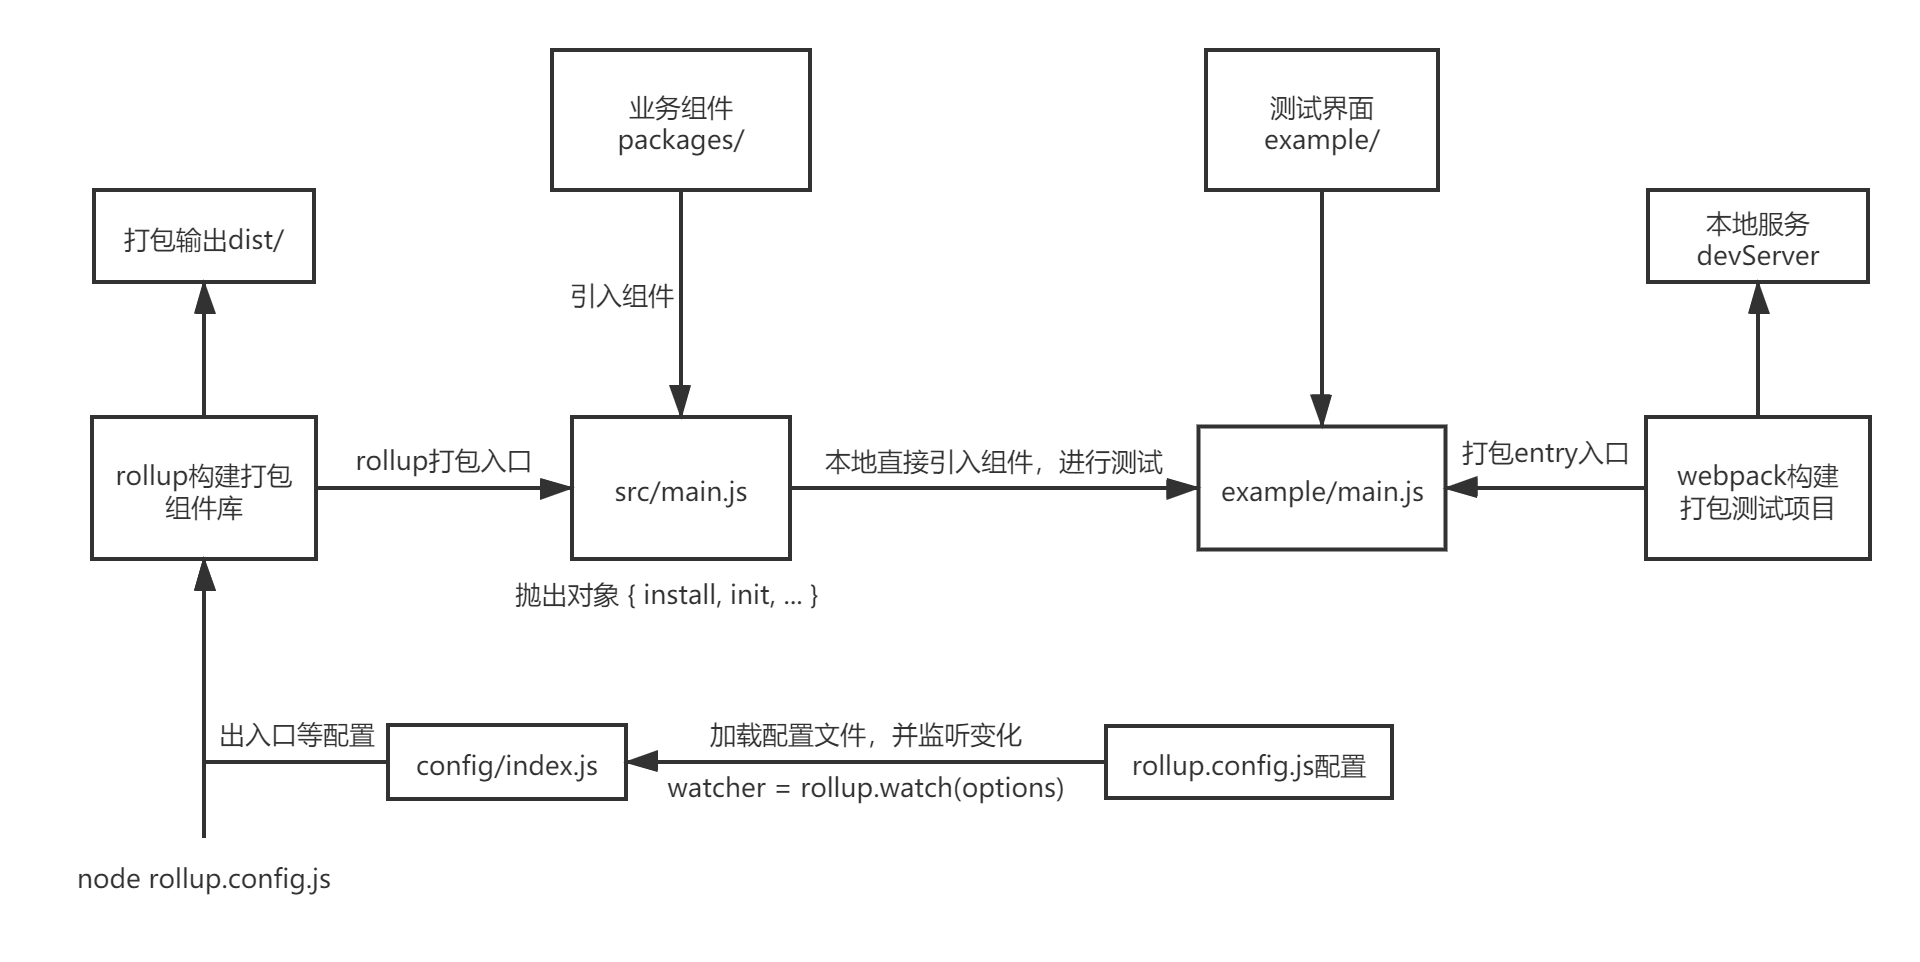 业务组件
packages/
测试界面
example/
打包输出dist/
本地服务
devServer
引入组件
rollup构建打包
组件库
rollup打包入口
src/main.js
本地直接引入组件，进行测试
example/main.js
打包entry入口
webpack构建
打包测试项目
抛出对象 { install, init, ... }
出入口等配置
config/index.js
加载配置文件，并监听变化
watcher = rollup.watch(options)
rollup.config.js配置
node rollup.config.js